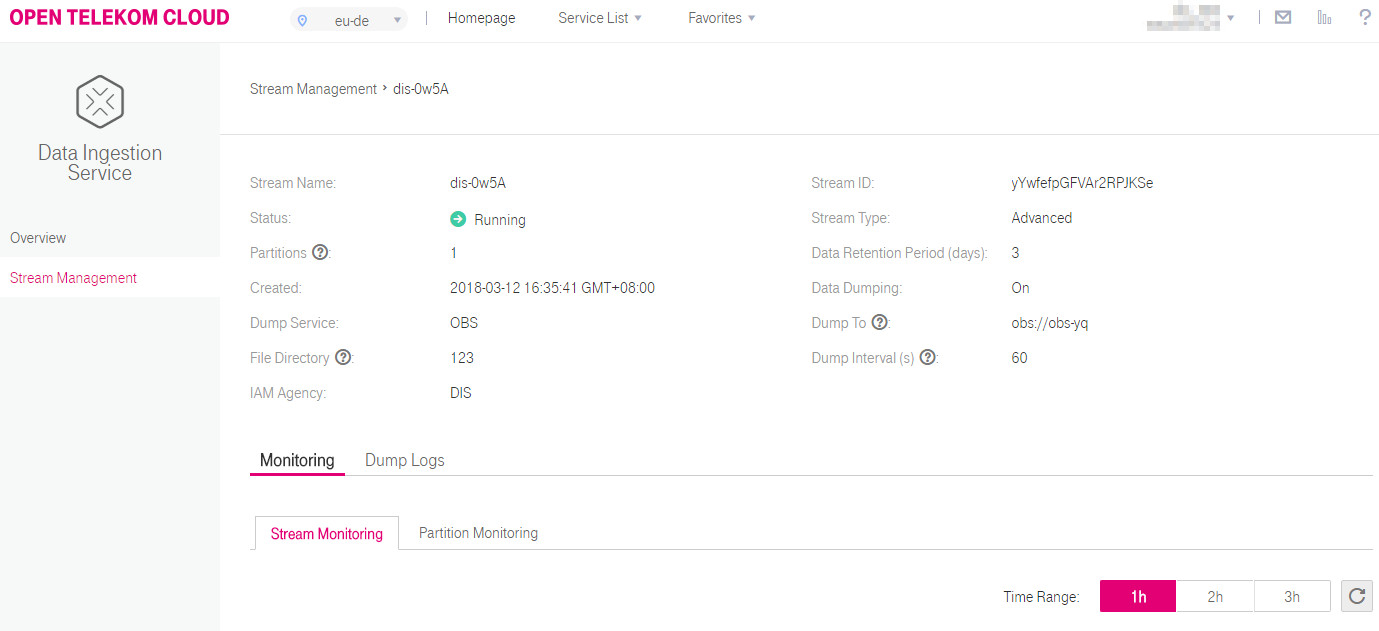 OPEN TELEKOM CLOUD eu-de Homepage Service List Favorites ?
Data Ingestion
Service
Overview
Stream Management
Stream Management › dis-0w5A
Stream Name: dis-0w5A Stream ID: yYwfefpGFVAr2RPJKSe
Status: Running Stream Type: Advanced
Partitions ?: 1 Data Retention Period (days): 3
Created: 2018-03-12 16:35:41 GMT+08:00 Data Dumping: On
Dump Service: OBS Dump To ?: obs://obs-yq
File Directory ?: 123 Dump Interval (s) ?: 60
IAM Agency: DIS
Monitoring Dump Logs
Stream Monitoring Partition Monitoring
Time Range: 1h 2h 3h